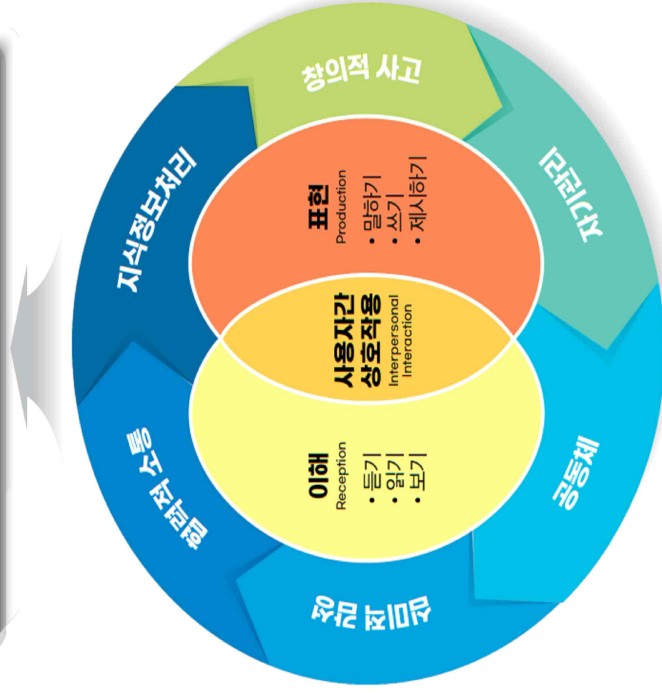 지식정보처리
창의적 사고
자기관리
공동체
심미적 감성
협력적 소통
이해
Reception
• 듣기
• 읽기
• 보기
사용자간
상호작용
Interpersonal
Interaction
표현
Production
• 말하기
• 쓰기
• 제시하기